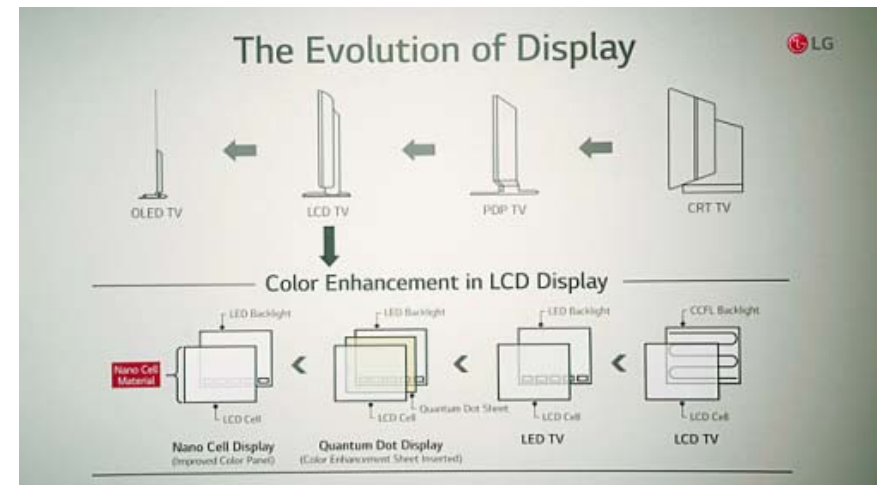 The Evolution of Display
LG
OLED TV
LCD TV
PDP TV
CRT TV
Color Enhancement in LCD Display
LED Backlight
LED Backlight
LED Backlight
CCFL Backlight
Nano Cell
Material
LCD Cell
LCD Cell
Quantum Dot Sheet
LCD Cell
LCD Cell
Nano Cell Display
(Improved Color Panel)
Quantum Dot Display
(Color Enhancement Sheet Inserted)
LED TV
LCD TV